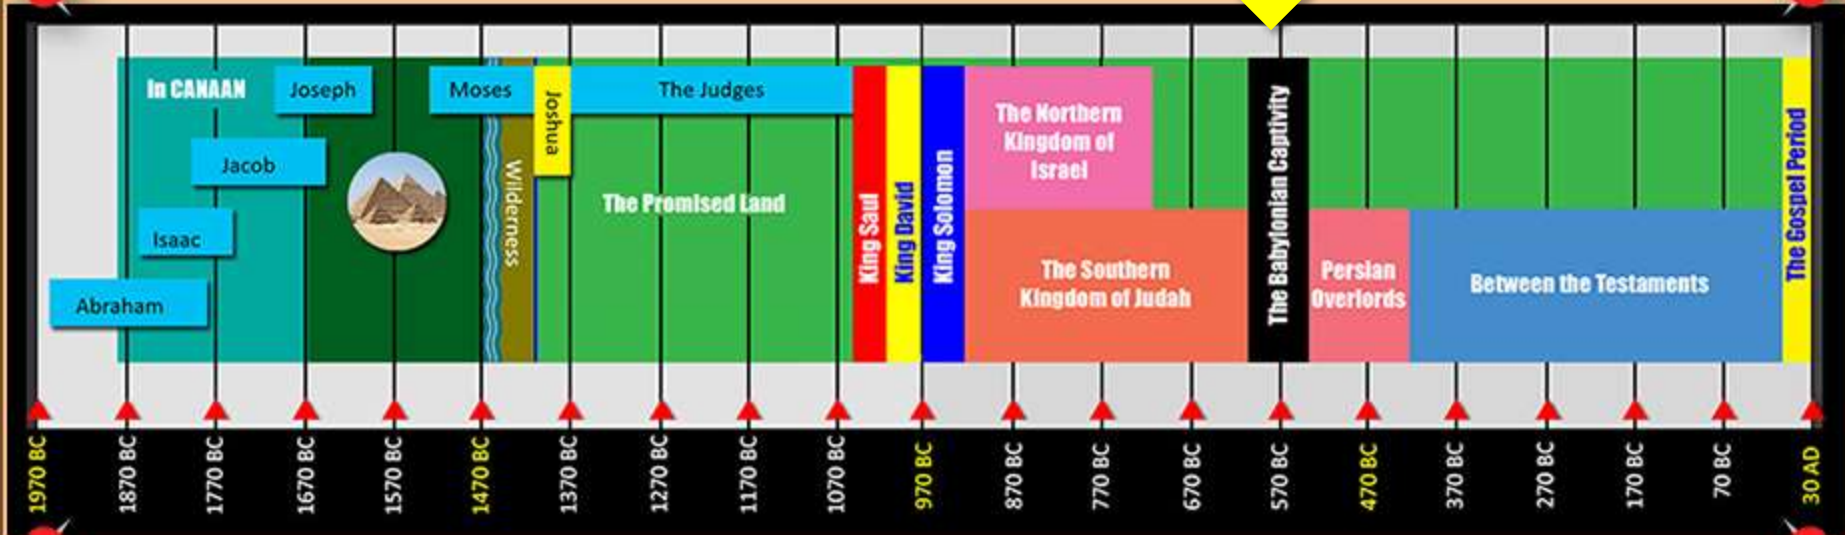 In CANAAN
Joseph
Moses
Joshua
The Judges
Jacob
Isaac
Abraham
Wilderness
The Promised Land
King Saul
King David
King Solomon
The Northern
Kingdom of
Israel
The Southern
Kingdom of Judah
The Babylonian Captivity
Persian
Overlords
Between the Testaments
The Gospel Period
1970 BC
1870 BC
1770 BC
1670 BC
1570 BC
1470 BC
1370 BC
1270 BC
1170 BC
1070 BC
970 BC
870 BC
770 BC
670 BC
570 BC
470 BC
370 BC
270 BC
170 BC
70 BC
30 AD